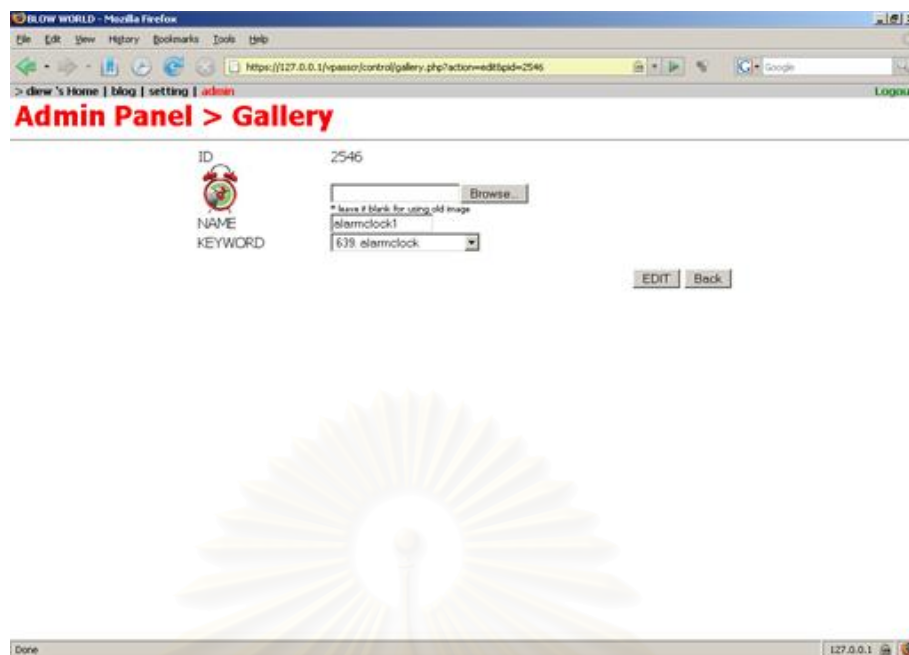 BLOW WORLD - Mozilla Firefox
File Edit View History Bookmarks Tools Help
https://127.0.0.1/vpassor/control/gallery.php?action=edit&pid=2546
Google
> diew 's Home | blog | setting | admin
Logou
Admin Panel > Gallery
ID 2546
Browse...
* leave it blank for using old image
NAME alarmclock1
KEYWORD 639. alarmclock
EDIT Back
Done 127.0.0.1